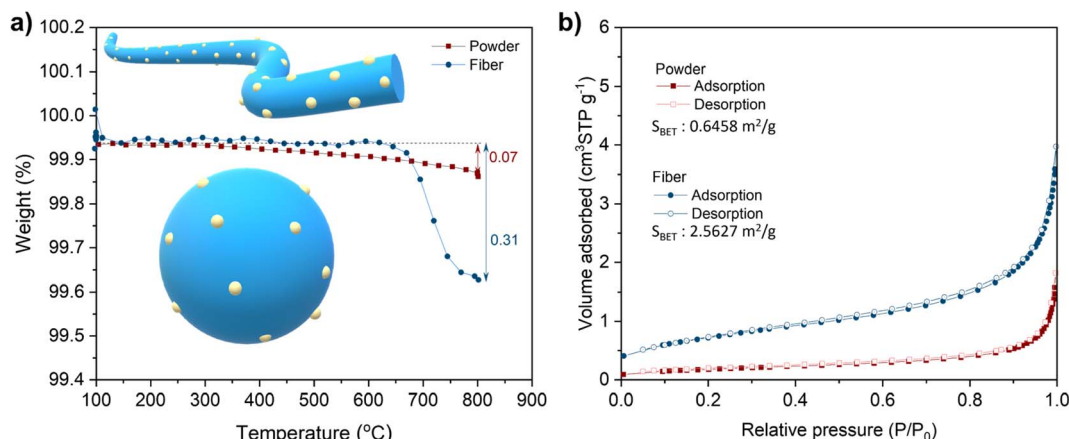 a)
100.2
100.1
100.0
99.9
99.8
99.7
99.6
99.5
99.4
Weight (%)
Powder
Fiber
0.07
0.31
100 200 300 400 500 600 700 800 900
Temperature (°C)
b)
6
5
4
3
2
1
0
Volume adsorbed (cm³STP g⁻¹)
Powder
Adsorption
Desorption
S_BET : 0.6458 m²/g
Fiber
Adsorption
Desorption
S_BET : 2.5627 m²/g
0.0 0.2 0.4 0.6 0.8 1.0
Relative pressure (P/P₀)